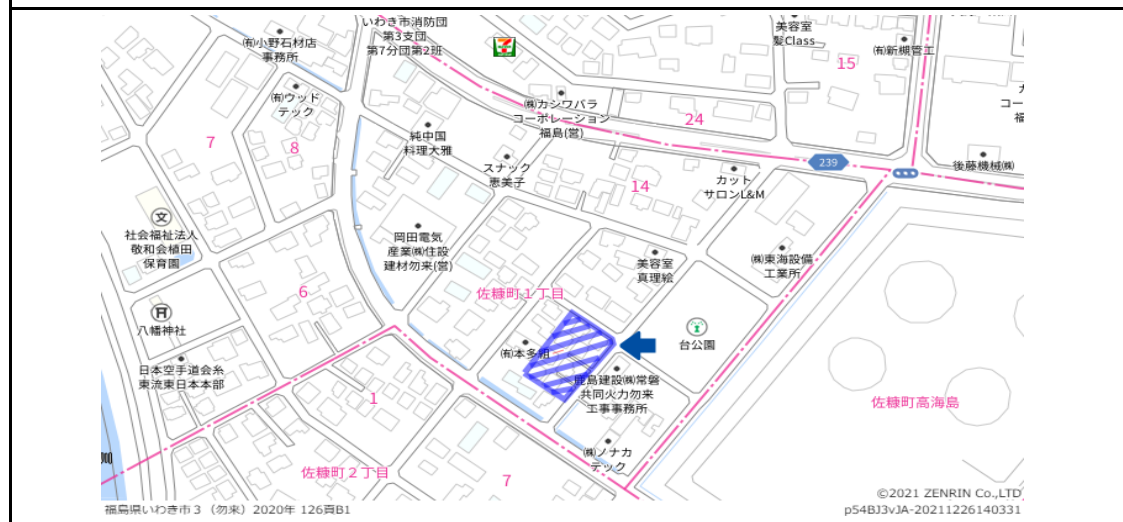 いわき市消防団
第3支団
第7分団第2班
美容室
髪Class
㈲小野石材店
事務所
㈲新槻管工
15
㈲ウッド
テック
㈱カシワバラ
コーポレーション
福島(営)
24
コー
7
8
純中国
料理大雅
スナック
恵美子
239
後藤機械㈱
14
カット
サロンL&M
文
社会福祉法人
敬和会植田
保育園
岡田電気
産業㈱住設
建材勿来(営)
美容室
真理絵
㈱東海設備
工業所
6
佐糠町1丁目
八幡神社
台公園
㈲本多組
日本空手道会糸
東流東日本本部
鹿島建設㈱常磐
共同火力勿来
工事事務所
1
佐糠町高海島
㈱ノナカ
テック
佐糠町2丁目
7
©2021 ZENRIN Co.,LTD
福島県いわき市3（勿来）2020年 126頁B1
p54BJ3vJA-20211226140331